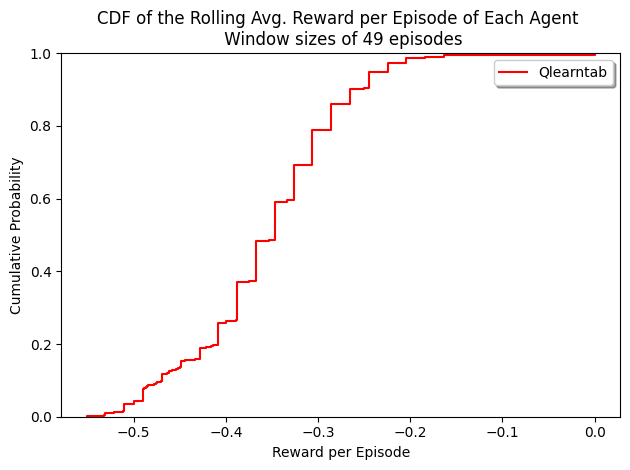 CDF of the Rolling Avg. Reward per Episode of Each Agent
Window sizes of 49 episodes
Qlearntab
1.0
0.8
0.6
0.4
0.2
0.0
Cumulative Probability
−0.5
−0.4
−0.3
−0.2
−0.1
0.0
Reward per Episode